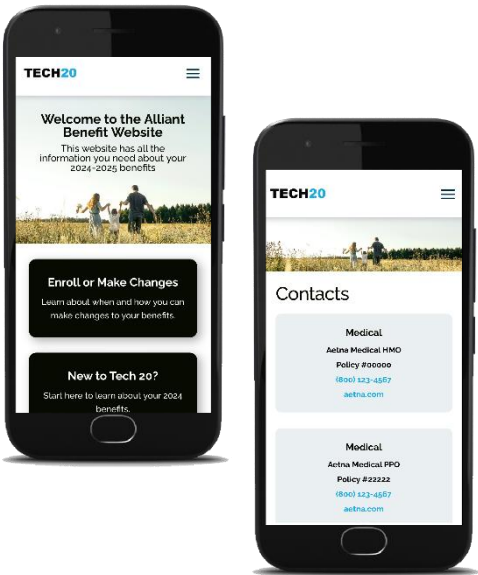 TECH20
Welcome to the Alliant
Benefit Website
This website has all the
information you need about your
2024-2025 benefits
Enroll or Make Changes
Learn about when and how you can
make changes to your benefits.
New to Tech 20?
Start here to learn about your 2024
benefits.
TECH20
Contacts
Medical
Aetna Medical HMO
Policy #00000
(800) 123-4567
aetna.com
Medical
Aetna Medical PPO
Policy #22222
(800) 123-4567
aetna.com